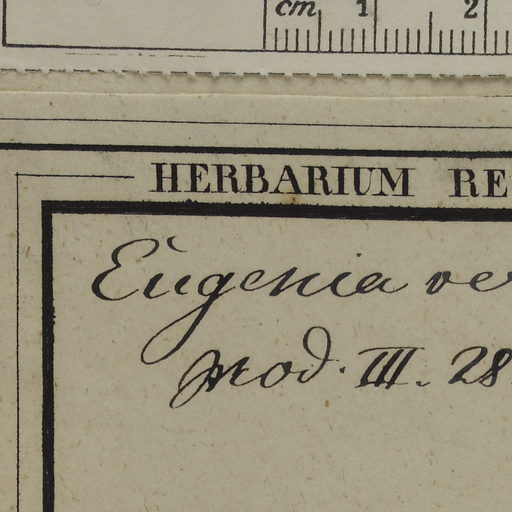 cm 1 2
HERBARIUM RE
Eugenia ve
prod. III. 28